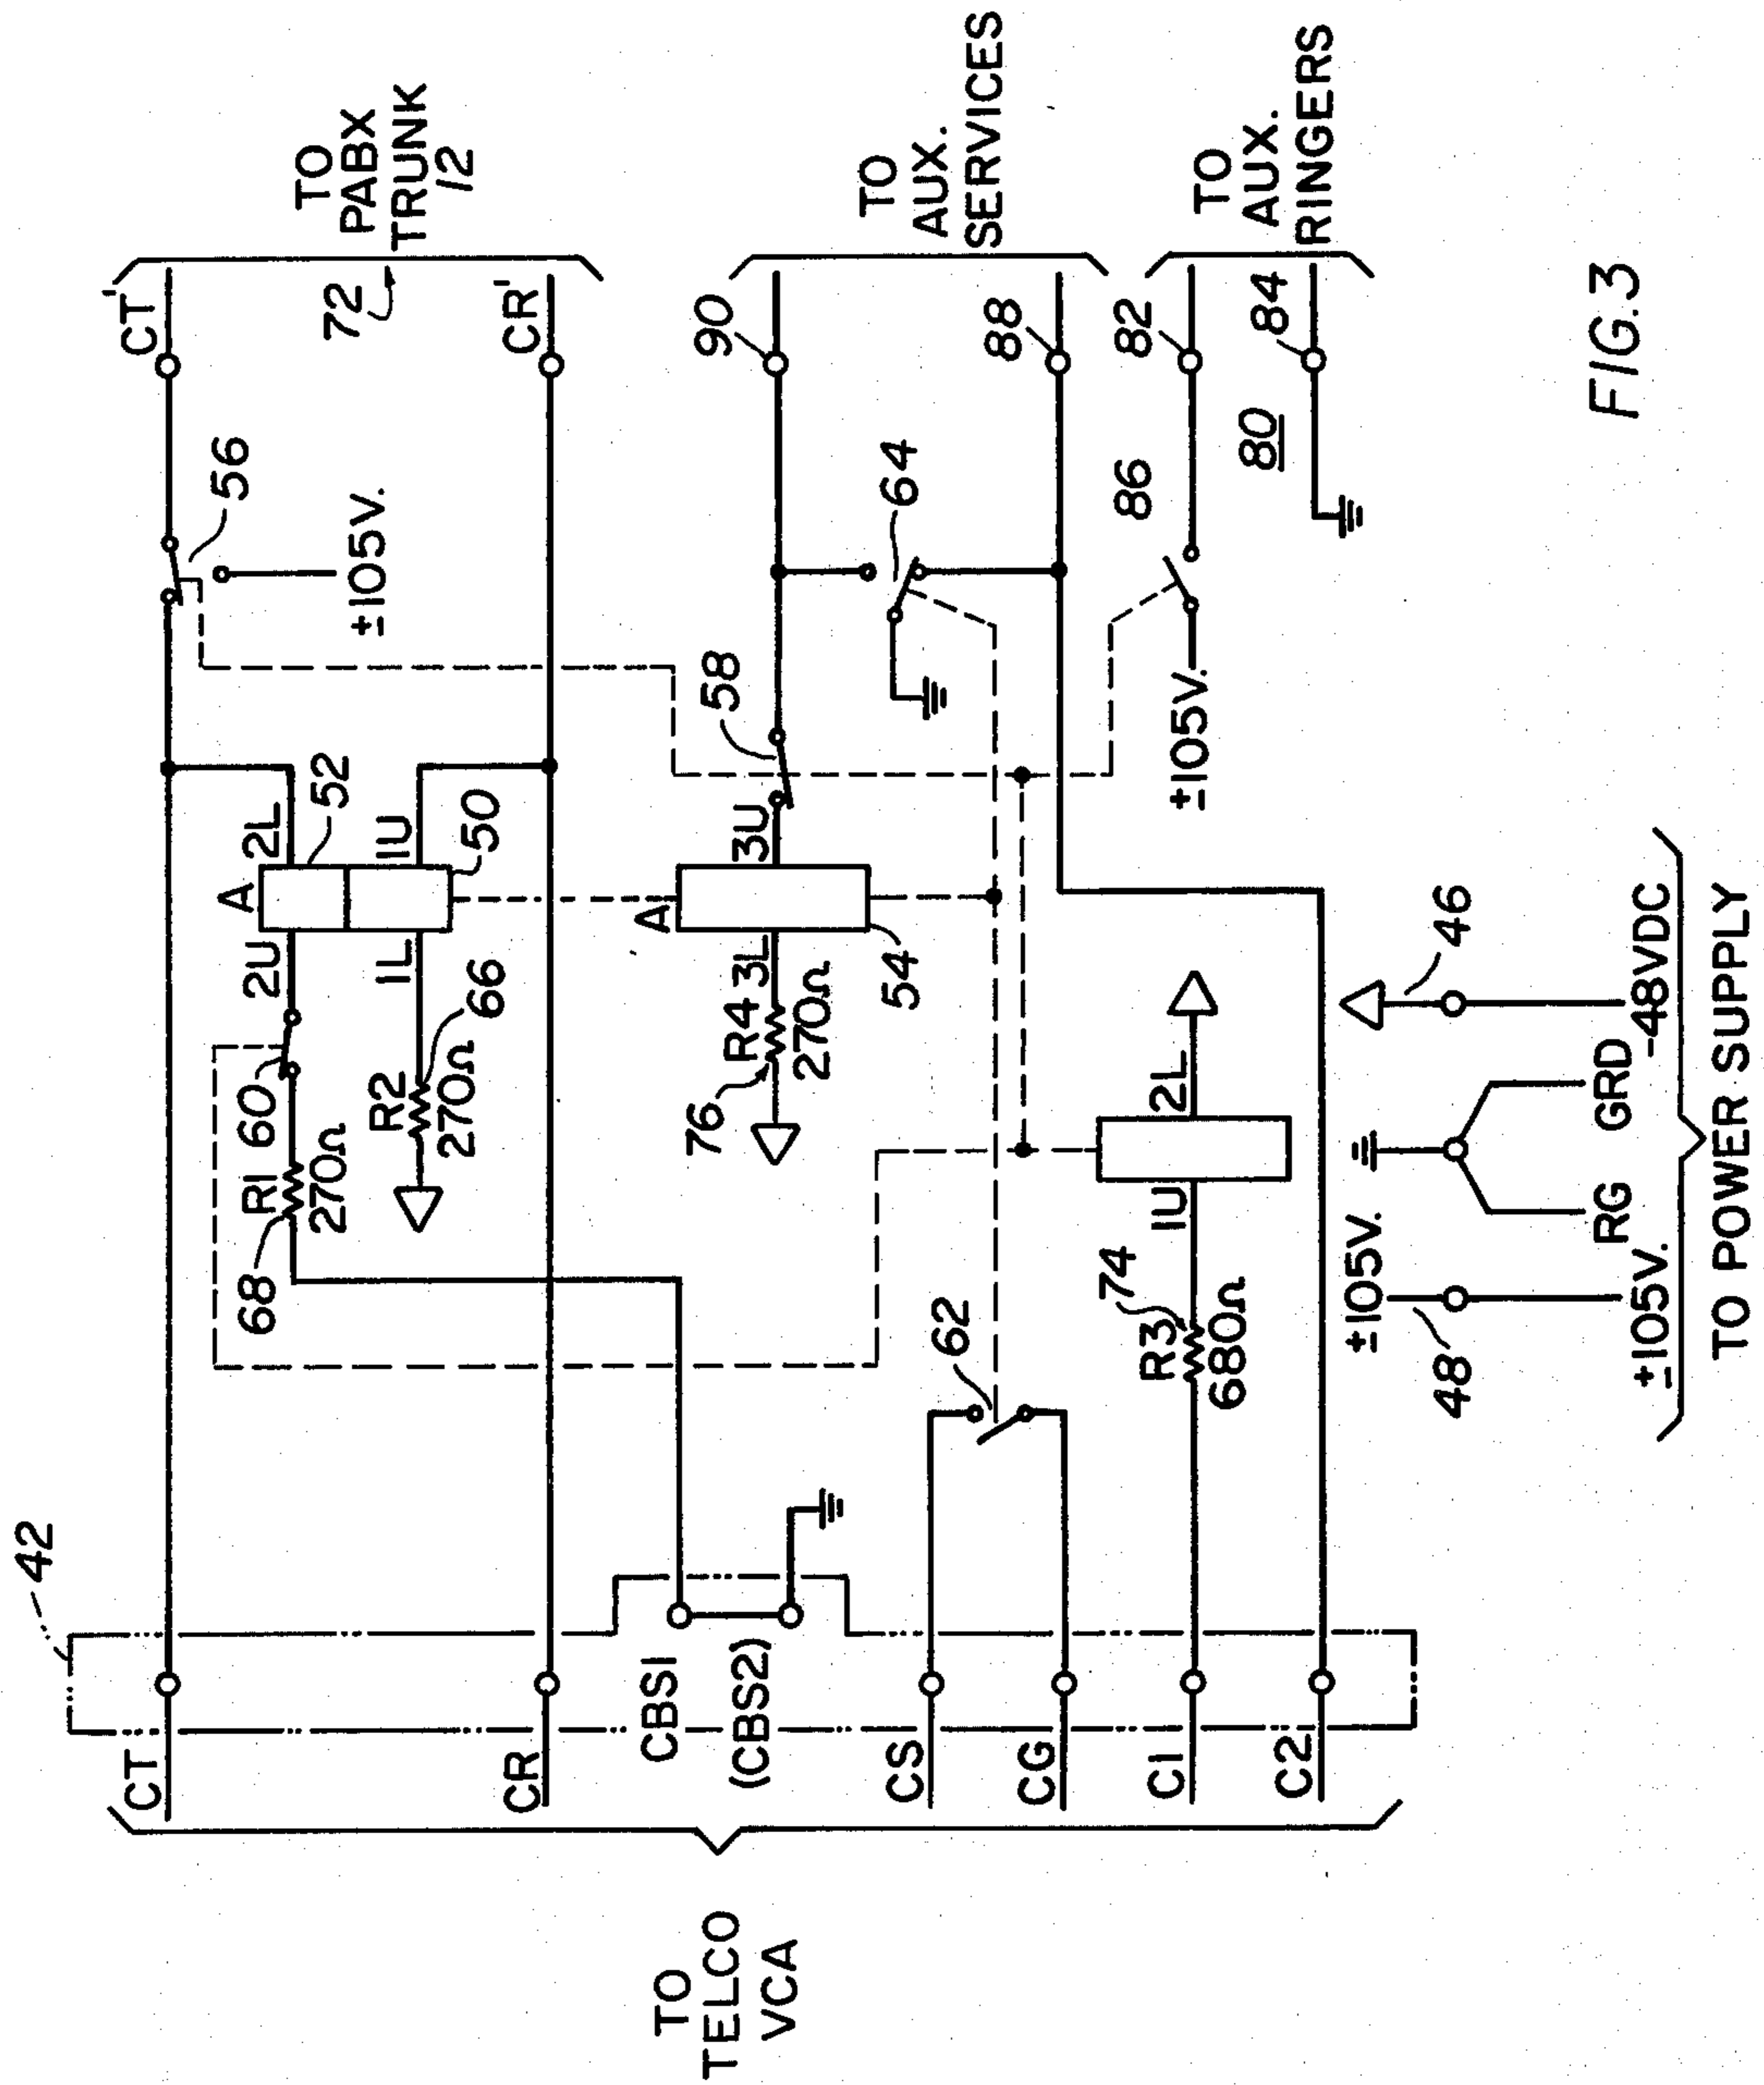 42
CT
CR
CBS1
(CBS2)
CS
CG
C1
C2
TO
TELCO
VCA
68
R1
270Ω
60
2U
A
2L
52
R2
270Ω
66
1L
1U
50
56
±105V.
CT'
72
CR'
TO
PABX
TRUNK
12
76
R4
270Ω
3L
A
3U
54
58
64
90
88
TO
AUX.
SERVICES
62
74
R3
680Ω
1U
2L
±105V.
86
82
80
84
TO
AUX.
RINGERS
±105V.
48
46
±105V.
RG
GRD
-48VDC
TO POWER SUPPLY
FIG.3